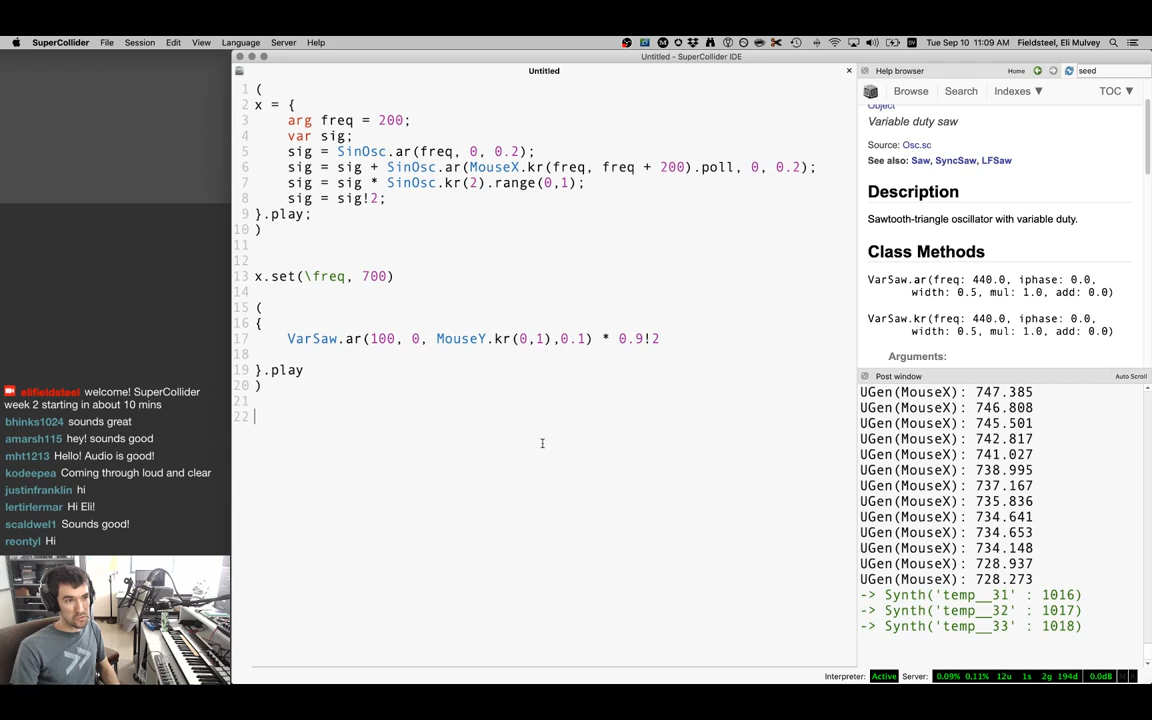 SuperCollider File Session Edit View Language Server Help
Tue Sep 10 11:09 AM Fieldsteel, Eli Mulvey
Untitled - SuperCollider IDE
Untitled
1 (
2 x = {
3 arg freq = 200;
4 var sig;
5 sig = SinOsc.ar(freq, 0, 0.2);
6 sig = sig + SinOsc.ar(MouseX.kr(freq, freq + 200).poll, 0, 0.2);
7 sig = sig * SinOsc.kr(2).range(0,1);
8 sig = sig!2;
9 }.play;
10 )
11
12
13 x.set(\freq, 700)
14
15 (
16 {
17 VarSaw.ar(100, 0, MouseY.kr(0,1),0.1) * 0.9!2
18
19 }.play
20 )
21
22
elifieldsteel welcome! SuperCollider
week 2 starting in about 10 mins
bhinks1024 sounds great
amarsh115 hey! sounds good
mht1213 Hello! Audio is good!
kodeepea Coming through loud and clear
justinfranklin hi
lertirlermar Hi Eli!
scaldwel1 Sounds good!
reontyl Hi
Help browser Home seed
Browse Search Indexes ▼ TOC ▼
Object
Variable duty saw
Source: Osc.sc
See also: Saw, SyncSaw, LFSaw
Description
Sawtooth-triangle oscillator with variable duty.
Class Methods
VarSaw.ar(freq: 440.0, iphase: 0.0,
width: 0.5, mul: 1.0, add: 0.0)
VarSaw.kr(freq: 440.0, iphase: 0.0,
width: 0.5, mul: 1.0, add: 0.0)
Arguments:
Post window Auto Scroll
UGen(MouseX): 747.385
UGen(MouseX): 746.808
UGen(MouseX): 745.501
UGen(MouseX): 742.817
UGen(MouseX): 741.027
UGen(MouseX): 738.995
UGen(MouseX): 737.167
UGen(MouseX): 735.836
UGen(MouseX): 734.641
UGen(MouseX): 734.653
UGen(MouseX): 734.148
UGen(MouseX): 728.937
UGen(MouseX): 728.273
-> Synth('temp__31' : 1016)
-> Synth('temp__32' : 1017)
-> Synth('temp__33' : 1018)
Interpreter: Active Server: 0.09% 0.11% 12u 1s 2g 194d 0.0dB